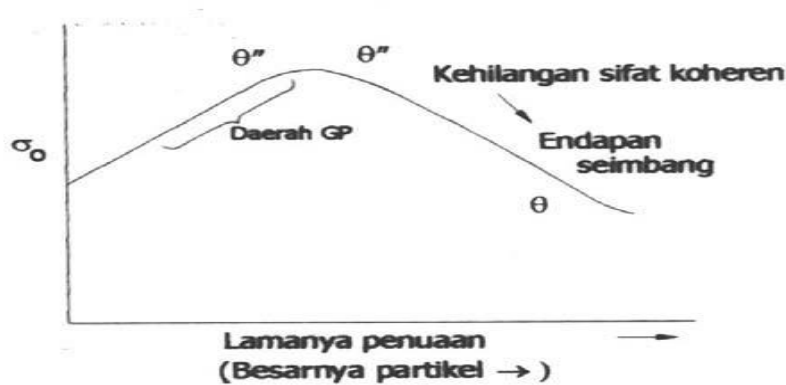 θ" θ"
Kehilangan sifat koheren
Daerah GP
Endapan
seimbang
σo
θ
Lamanya penuaan →
(Besarnya partikel → )